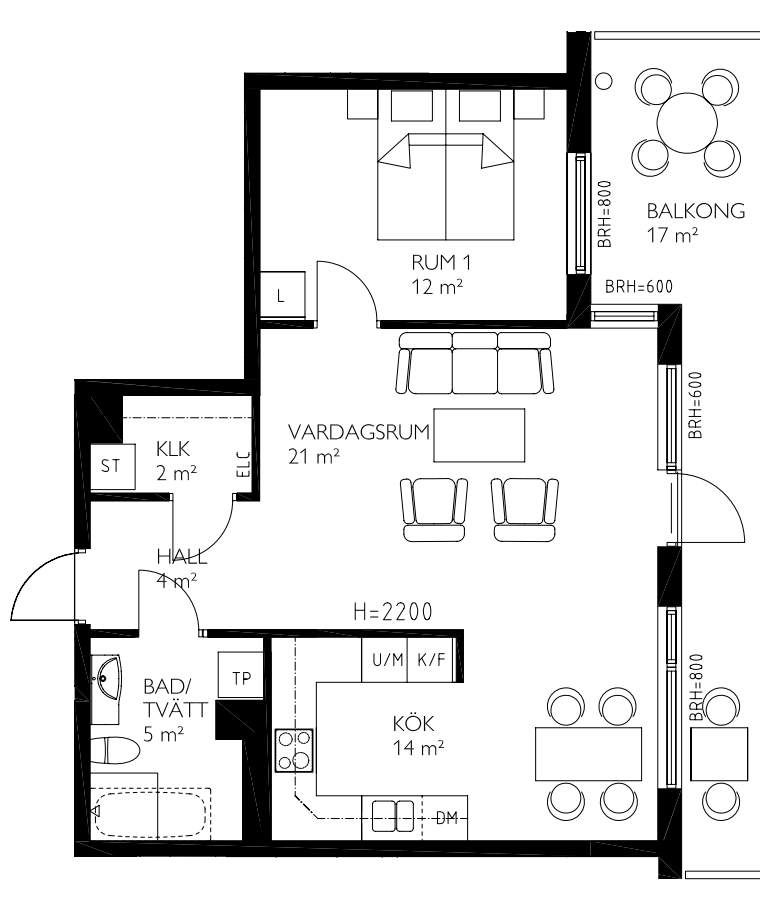 BALKONG
17 m²
BRH=800
RUM 1
12 m²
BRH=600
L
BRH=600
VARDAGSRUM
21 m²
KLK
2 m²
ST
ELC
HALL
4 m²
H=2200
U/M
K/F
TP
BAD/
TVÄTT
5 m²
KÖK
14 m²
BRH=800
DM